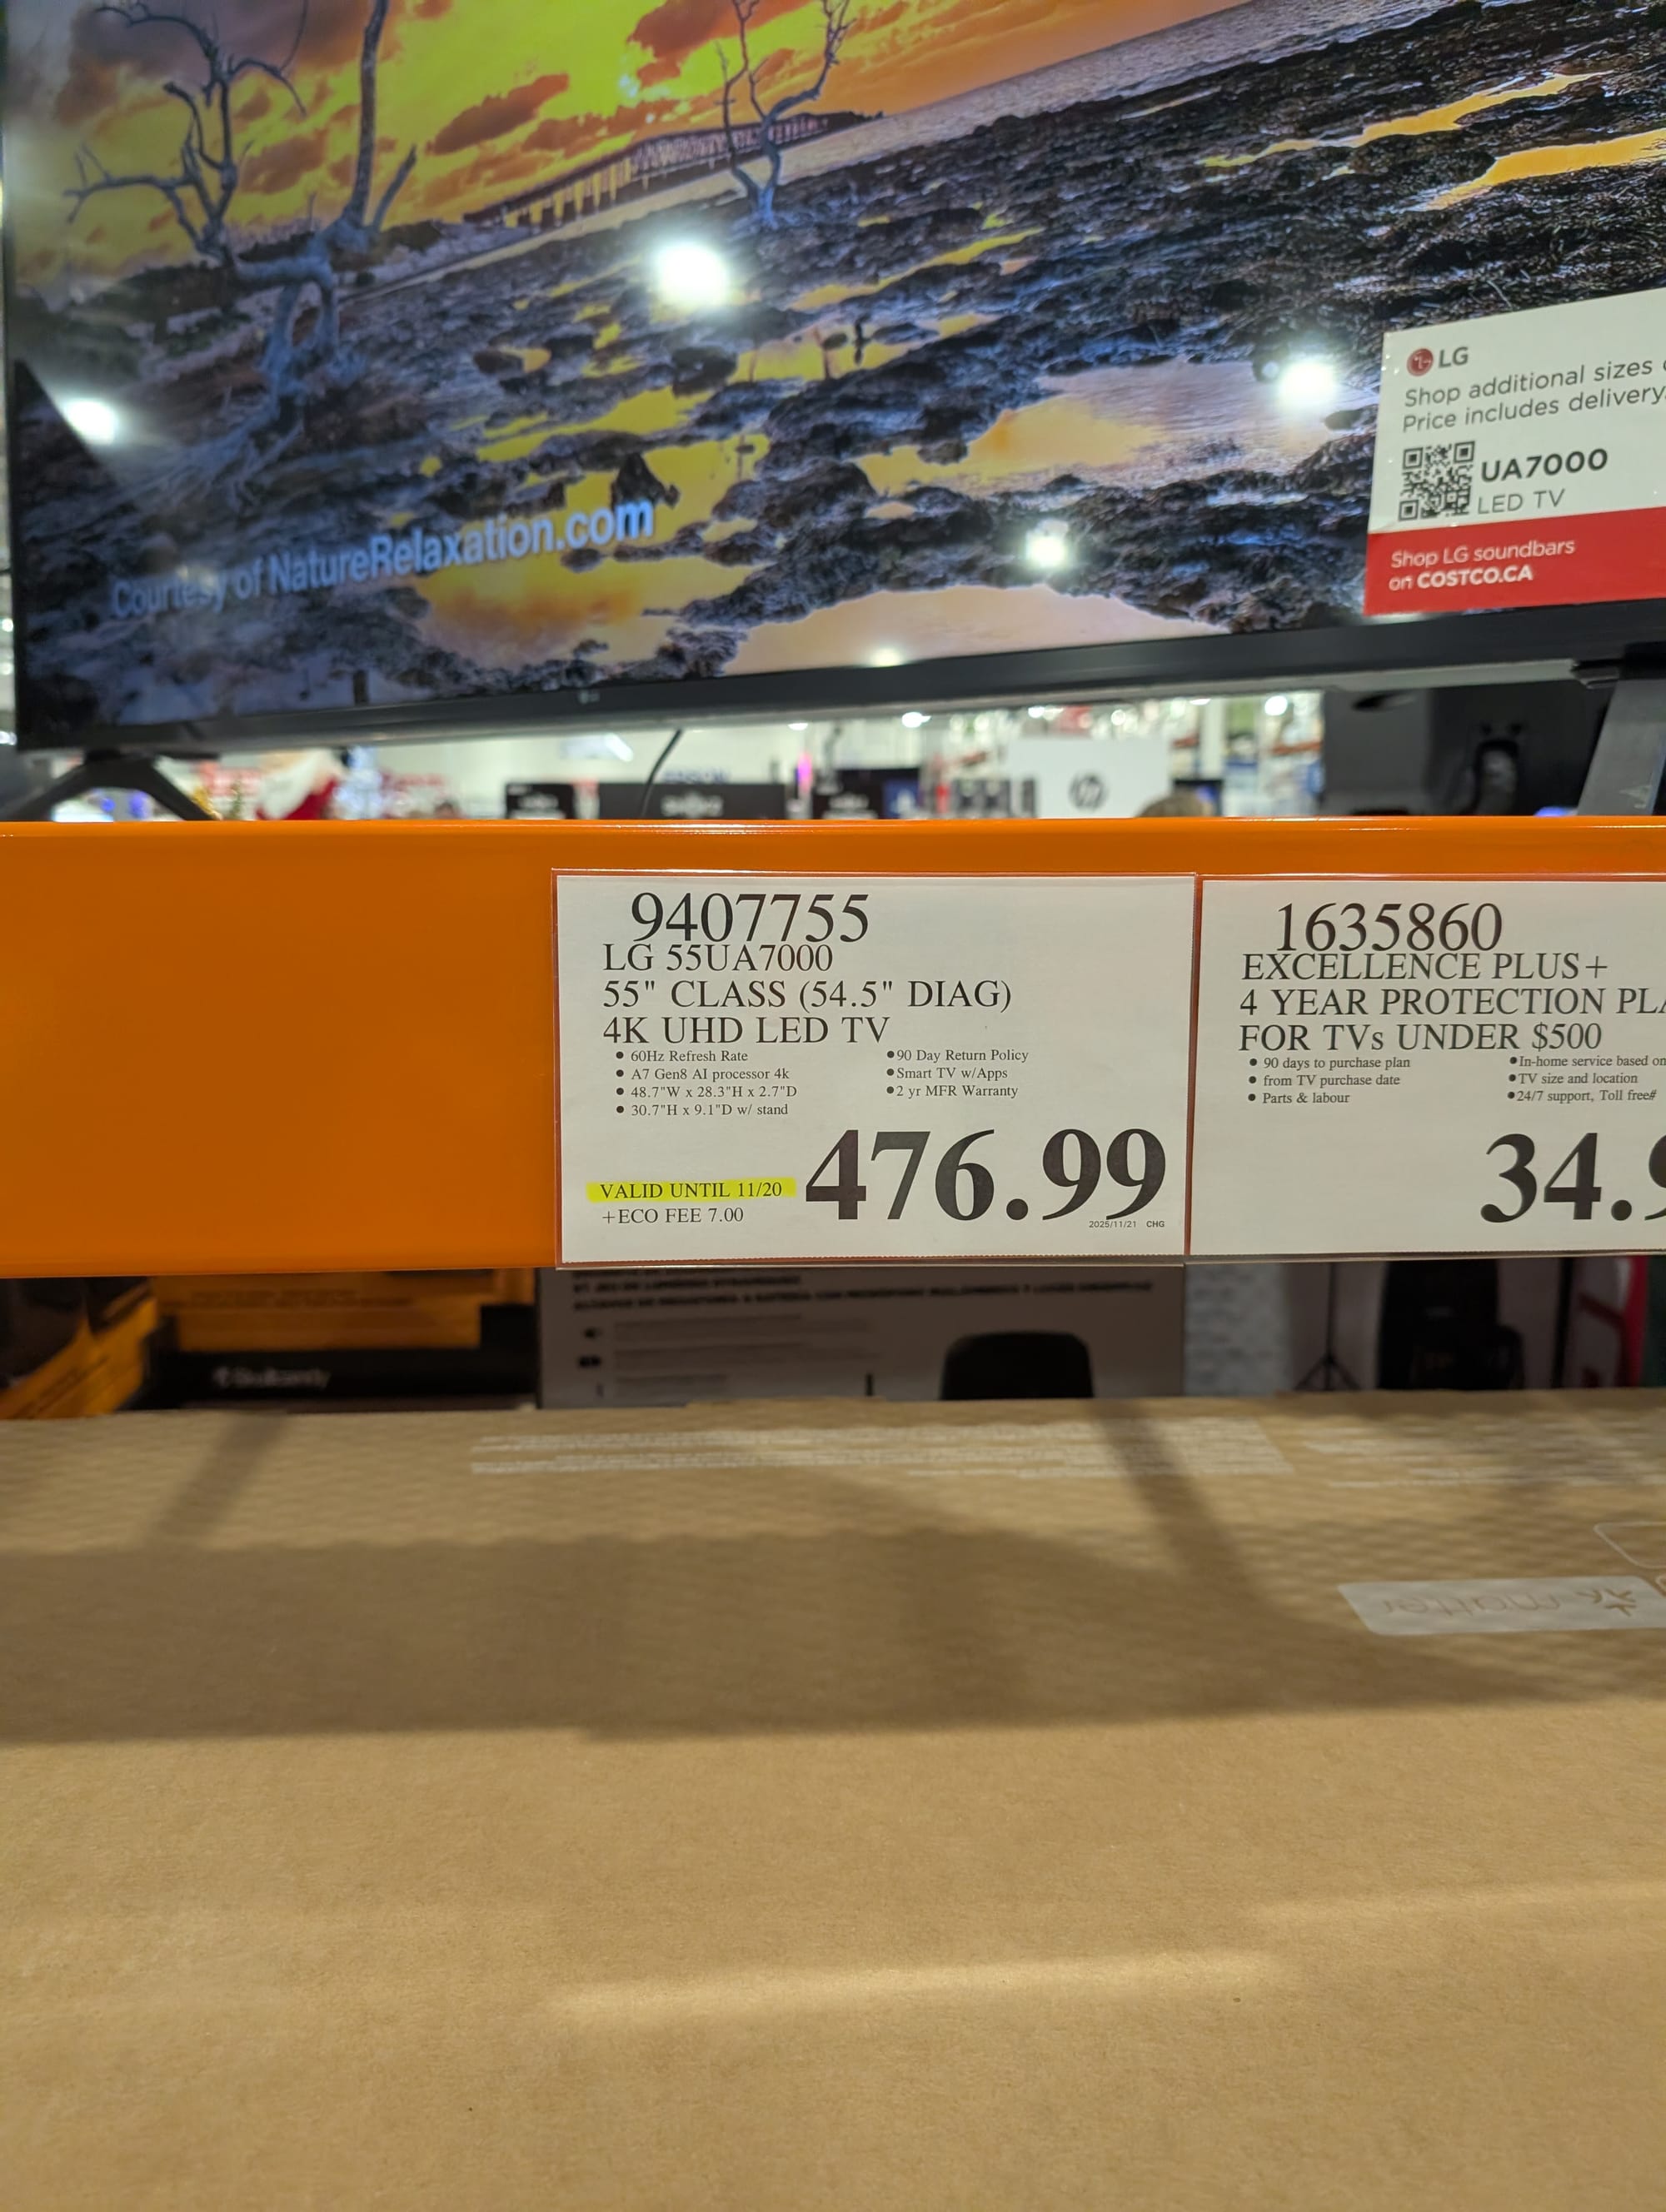 LG
Shop additional sizes
Price includes delivery
UA7000
LED TV
Shop LG soundbars
on COSTCO.CA
Courtesy of NatureRelaxation.com
9407755
LG 55UA7000
55" CLASS (54.5" DIAG)
4K UHD LED TV
• 60Hz Refresh Rate
• A7 Gen8 AI processor 4k
• 48.7"W x 28.3"H x 2.7"D
• 30.7"H x 9.1"D w/ stand
•90 Day Return Policy
•Smart TV w/Apps
•2 yr MFR Warranty
VALID UNTIL 11/20
+ECO FEE 7.00
476.99
2025/11/21 CHG
1635860
EXCELLENCE PLUS+
4 YEAR PROTECTION
FOR TVs UNDER $500
• 90 days to purchase plan
• from TV purchase date
• Parts & labour
•In-home service based on
•TV size and location
•24/7 support, Toll free#
34.9
hp
Skullcandy
matter